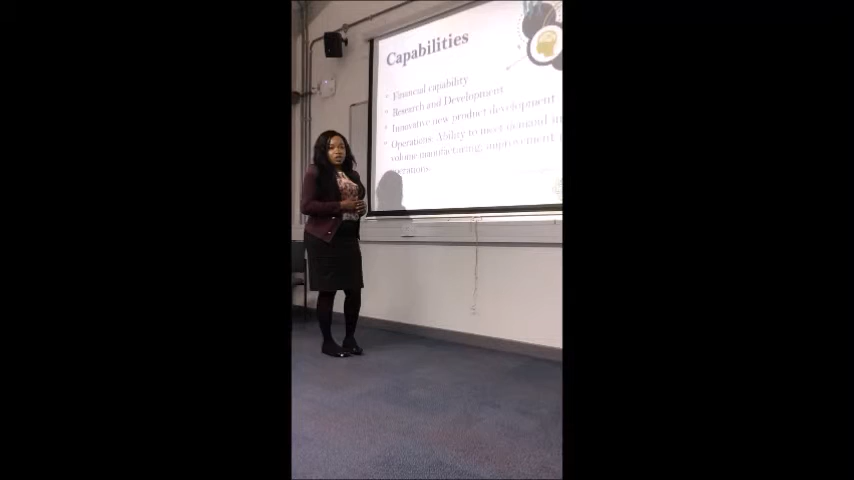 Capabilities
• Financial capability
• Research and Development
• Innovative new product development
• Operations: Ability to meet demand in
volume manufacturing, improvement
operations.